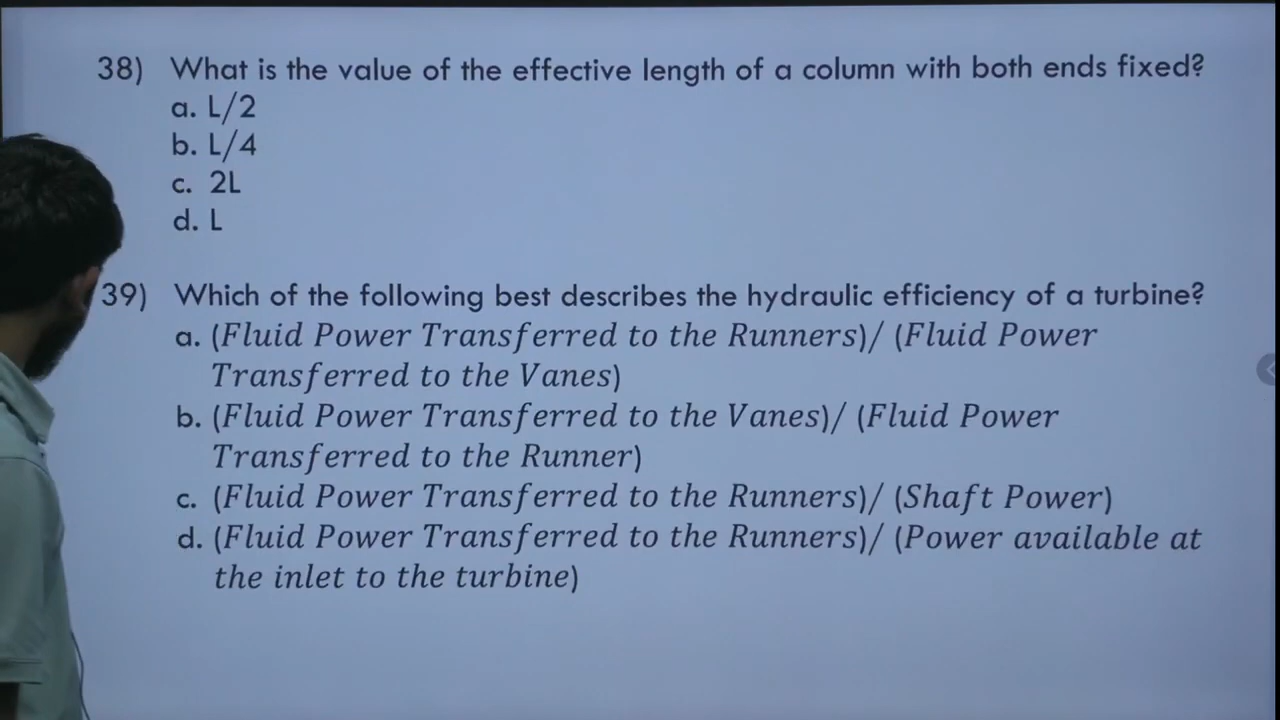 38) What is the value of the effective length of a column with both ends fixed?
a. L/2
b. L/4
c. 2L
d. L
39) Which of the following best describes the hydraulic efficiency of a turbine?
a. (Fluid Power Transferred to the Runners)/ (Fluid Power
Transferred to the Vanes)
b. (Fluid Power Transferred to the Vanes)/ (Fluid Power
Transferred to the Runner)
c. (Fluid Power Transferred to the Runners)/ (Shaft Power)
d. (Fluid Power Transferred to the Runners)/ (Power available at
the inlet to the turbine)